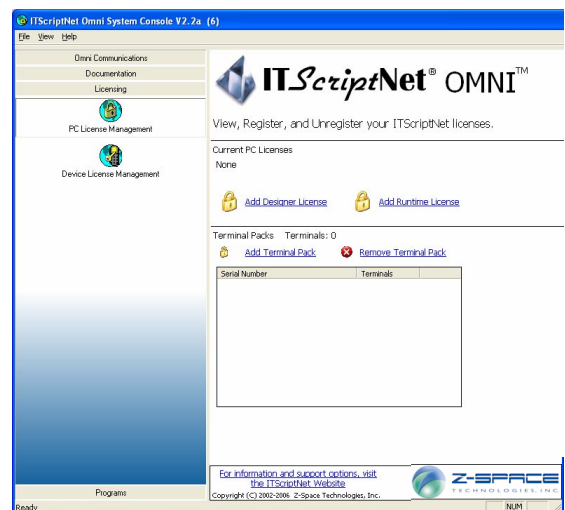 ITScriptNet Omni System Console V2.2a (6)
File View Help
Omni Communications
Documentation
Licensing
PC License Management
Device License Management
Programs
Ready
ITScriptNet® OMNI™
View, Register, and Unregister your ITScriptNet licenses.
Current PC Licenses
None
Add Designer License Add Runtime License
Terminal Packs Terminals: 0
Add Terminal Pack Remove Terminal Pack
Serial Number Terminals
For information and support options, visit
the ITScriptNet Website
Copyright (C) 2002-2006 Z-Space Technologies, Inc.
Z-SPACE
TECHNOLOGIES, INC
NUM